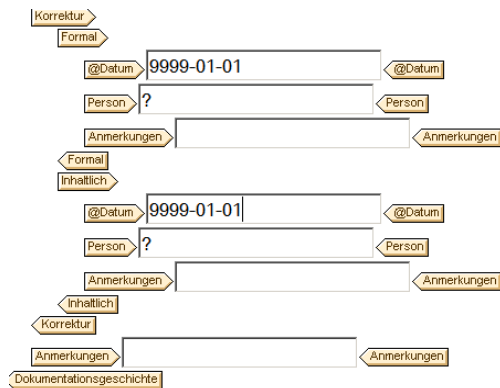 Korrektur
Formal
@Datum 9999-01-01 @Datum
Person ? Person
Anmerkungen Anmerkungen
Formal
Inhaltlich
@Datum 9999-01-01 @Datum
Person ? Person
Anmerkungen Anmerkungen
Inhaltlich
Korrektur
Anmerkungen Anmerkungen
Dokumentationsgeschichte